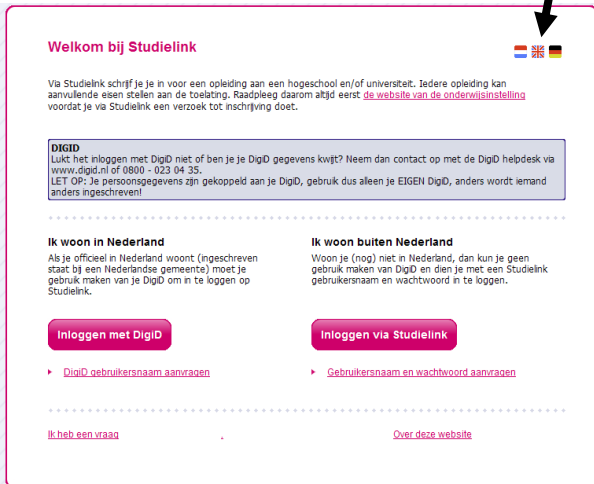 Welkom bij Studielink
Via Studielink schrijf je je in voor een opleiding aan een hogeschool en/of universiteit. Iedere opleiding kan
aanvullende eisen stellen aan de toelating. Raadpleeg daarom altijd eerst de website van de onderwijsinstelling
voordat je via Studielink een verzoek tot inschrijving doet.
DIGID
Lukt het inloggen met DigiD niet of ben je je DigiD gegevens kwijt? Neem dan contact op met de DigiD helpdesk via
www.digid.nl of 0800 - 023 04 35.
LET OP: Je persoonsgegevens zijn gekoppeld aan je DigiD, gebruik dus alleen je EIGEN DigiD, anders wordt iemand
anders ingeschreven!
Ik woon in Nederland
Als je officieel in Nederland woont (ingeschreven
staat bij een Nederlandse gemeente) moet je
gebruik maken van je DigiD om in te loggen op
Studielink.
Inloggen met DigiD
DigiD gebruikersnaam aanvragen
Ik woon buiten Nederland
Woon je (nog) niet in Nederland, dan kun je geen
gebruik maken van DigiD en dien je met een Studielink
gebruikersnaam en wachtwoord in te loggen.
Inloggen via Studielink
Gebruikersnaam en wachtwoord aanvragen
Ik heb een vraag
Over deze website